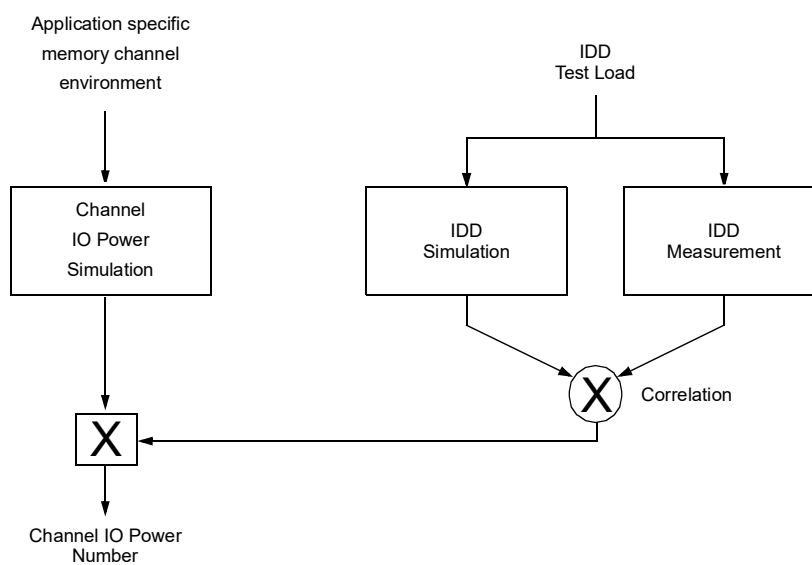 Application specific
memory channel
environment
IDD
Test Load
Channel
IO Power
Simulation
IDD
Simulation
IDD
Measurement
X
Correlation
X
Channel IO Power
Number